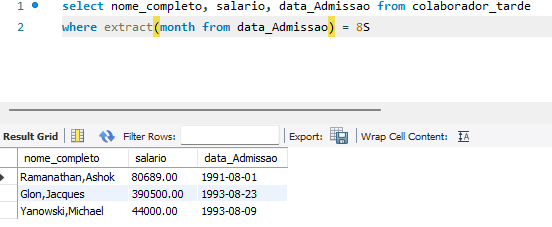 1 select nome_completo, salario, data_Admissao from colaborador_tarde
2 where extract(month from data_Admissao) = 8S
Result Grid Filter Rows: Export: Wrap Cell Content:
nome_completo salario data_Admissao
Ramanathan,Ashok 80689.00 1991-08-01
Glon,Jacques 390500.00 1993-08-23
Yanowski,Michael 44000.00 1993-08-09